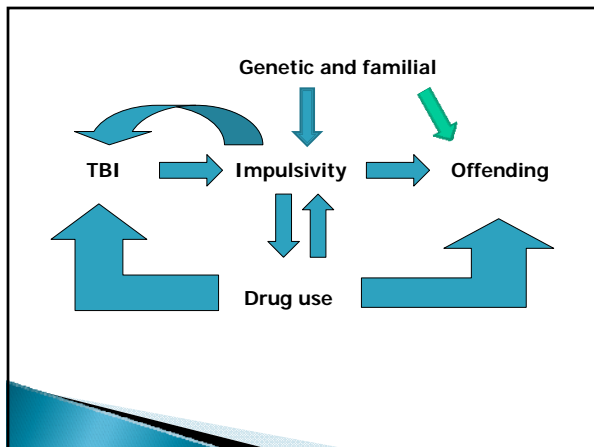 Genetic and familial
TBI Impulsivity Offending
Drug use